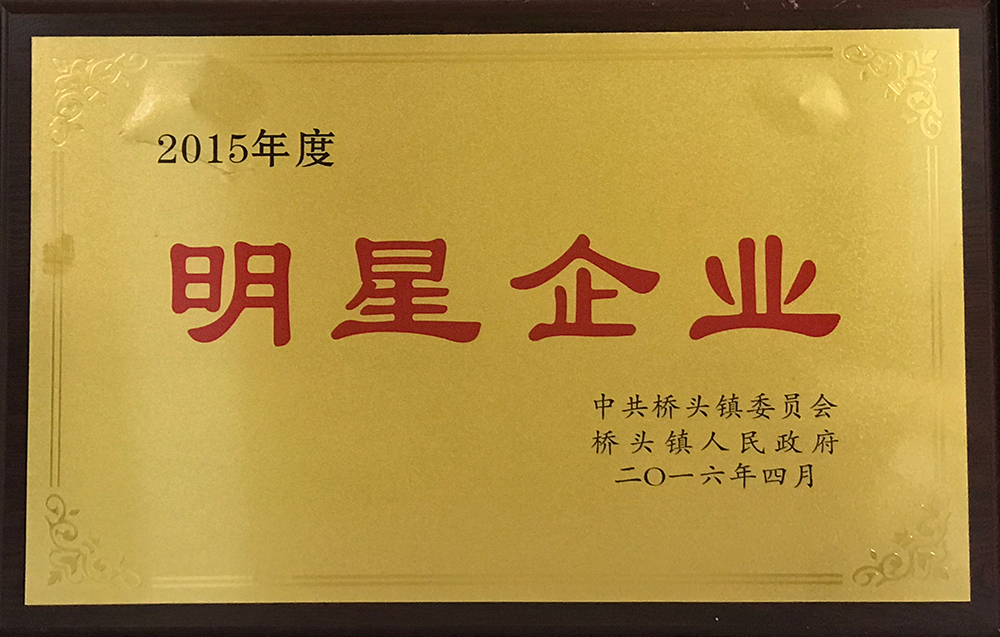 2015年度
明星企业
中共桥头镇委员会
桥头镇人民政府
二〇一六年四月